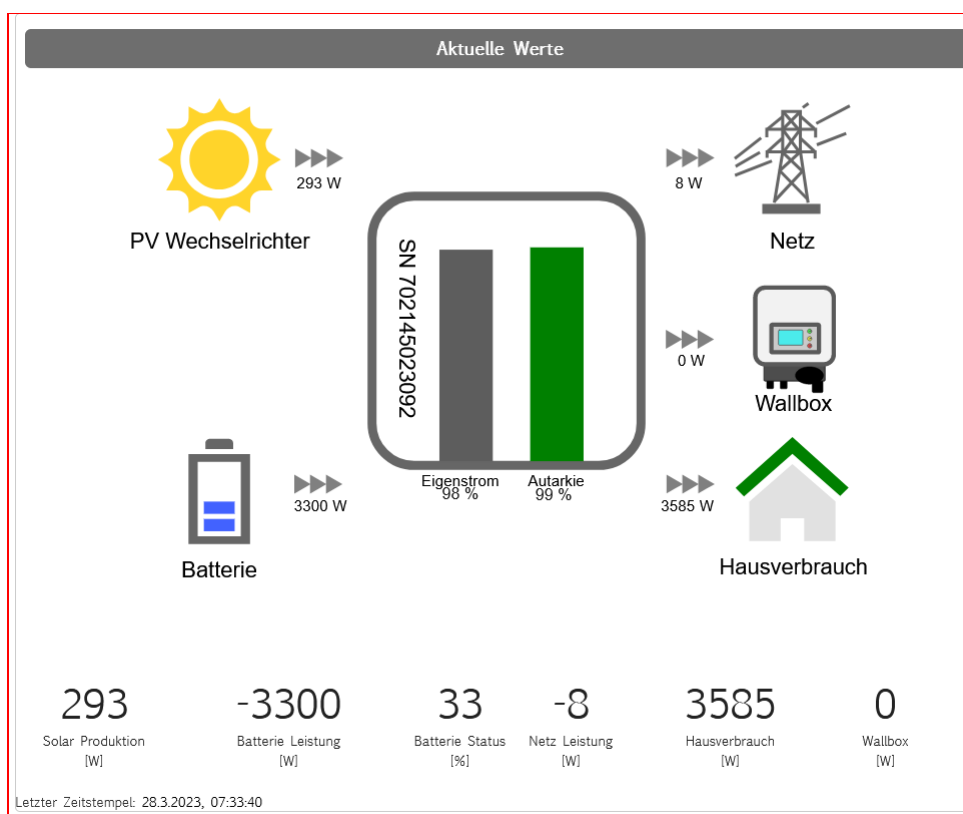 Aktuelle Werte
293 W
8 W
PV Wechselrichter
Netz
SN 702145023092
0 W
Wallbox
Eigenstrom
98 %
Autarkie
99 %
3300 W
3585 W
Batterie
Hausverbrauch
293
-3300
33
-8
3585
0
Solar Produktion
Batterie Leistung
Batterie Status
Netz Leistung
Hausverbrauch
Wallbox
[W]
[W]
[%]
[W]
[W]
[W]
Letzter Zeitstempel: 28.3.2023, 07:33:40